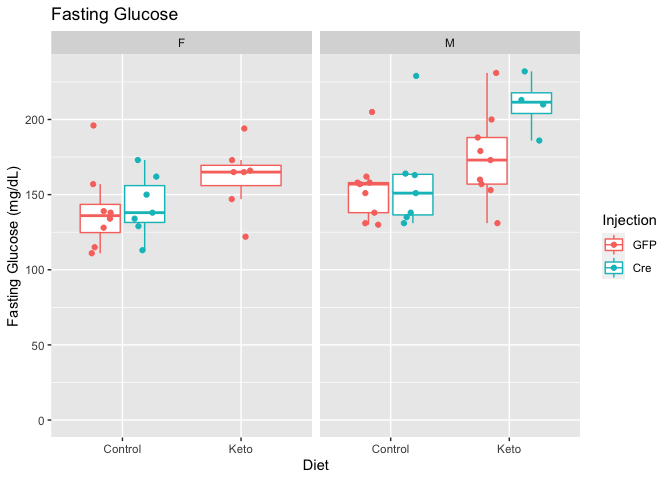 Fasting Glucose
F
M
200
150
100
50
0
Fasting Glucose (mg/dL)
Control
Keto
Control
Keto
Diet
Injection
GFP
Cre